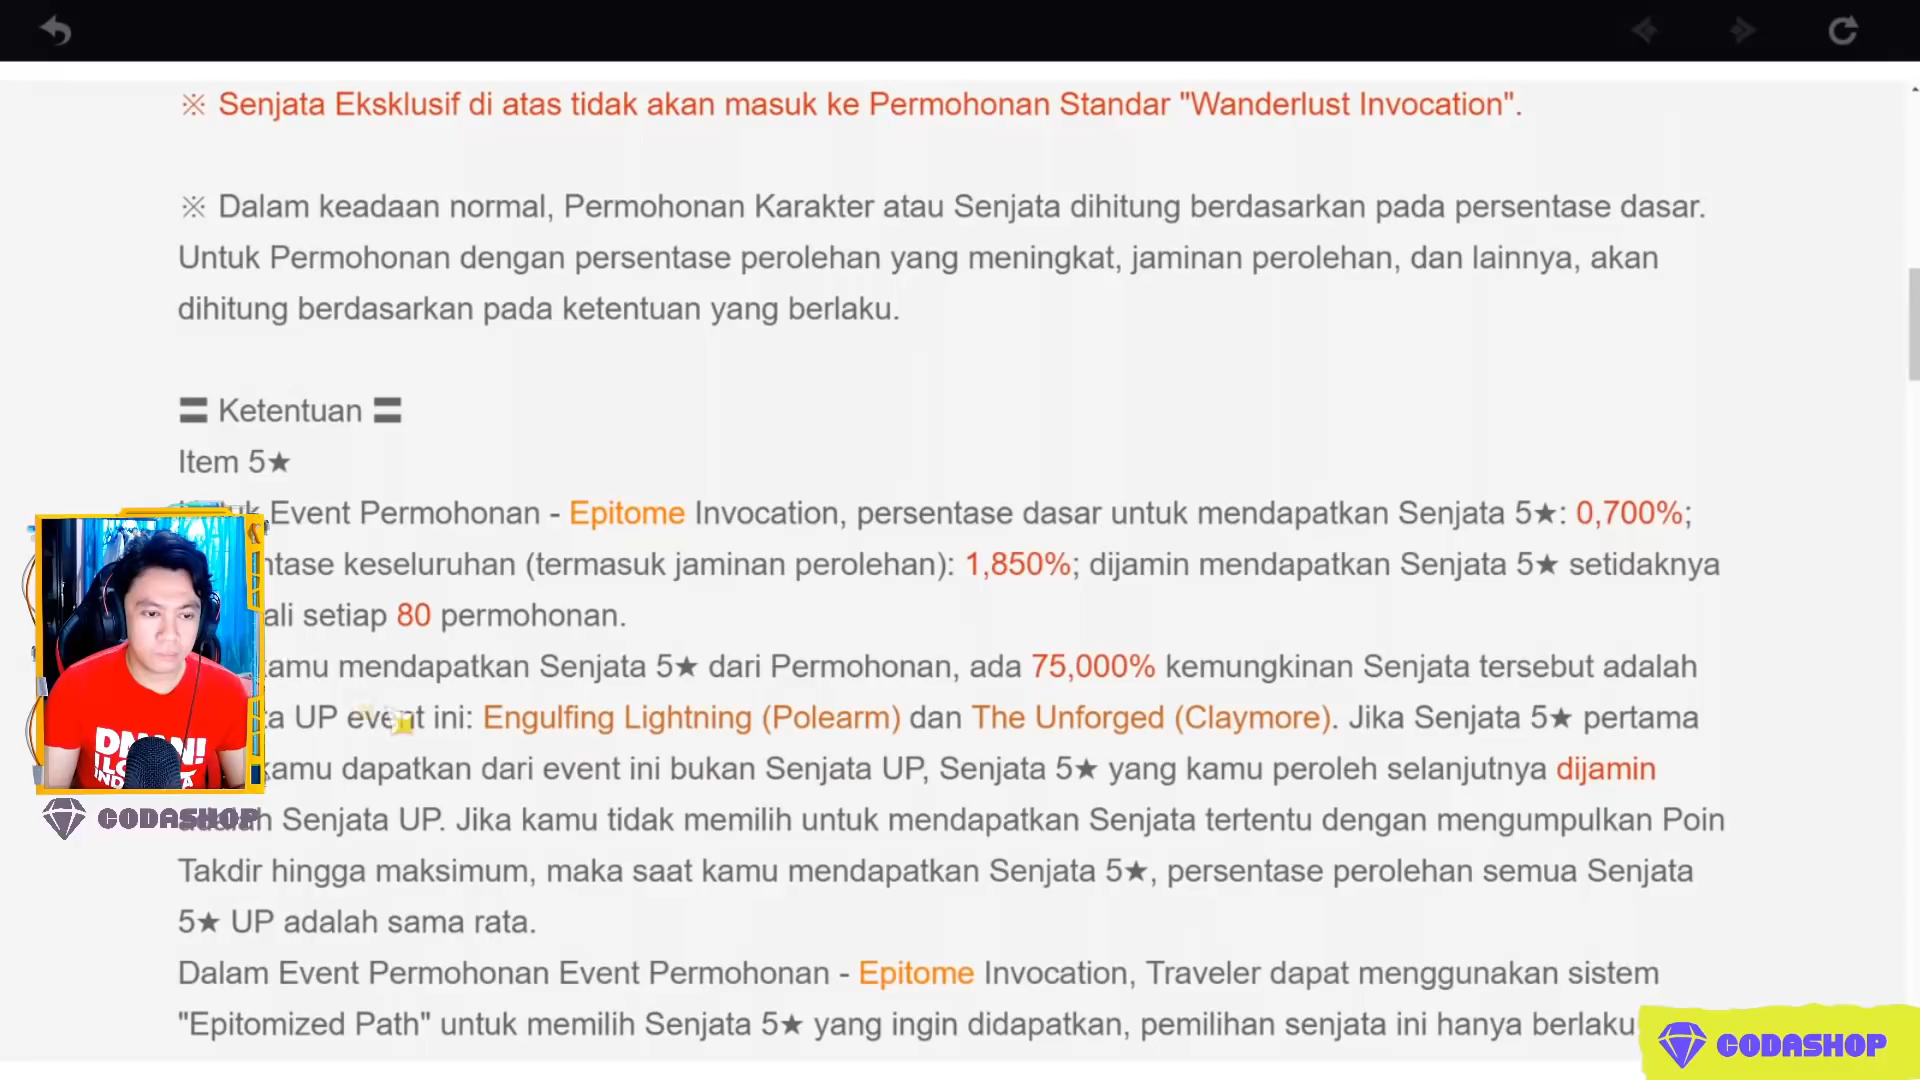 ※ Senjata Eksklusif di atas tidak akan masuk ke Permohonan Standar "Wanderlust Invocation".
※ Dalam keadaan normal, Permohonan Karakter atau Senjata dihitung berdasarkan pada persentase dasar.
Untuk Permohonan dengan persentase perolehan yang meningkat, jaminan perolehan, dan lainnya, akan
dihitung berdasarkan pada ketentuan yang berlaku.
〓 Ketentuan 〓
Item 5★
Event Permohonan - Epitome Invocation, persentase dasar untuk mendapatkan Senjata 5★: 0,700%;
keseluruhan (termasuk jaminan perolehan): 1,850%; dijamin mendapatkan Senjata 5★ setidaknya
setiap 80 permohonan.
kamu mendapatkan Senjata 5★ dari Permohonan, ada 75,000% kemungkinan Senjata tersebut adalah
UP event ini: Engulfing Lightning (Polearm) dan The Unforged (Claymore). Jika Senjata 5★ pertama
kamu dapatkan dari event ini bukan Senjata UP, Senjata 5★ yang kamu peroleh selanjutnya dijamin
adalah Senjata UP. Jika kamu tidak memilih untuk mendapatkan Senjata tertentu dengan mengumpulkan Poin
Takdir hingga maksimum, maka saat kamu mendapatkan Senjata 5★, persentase perolehan semua Senjata
5★ UP adalah sama rata.
Dalam Event Permohonan Event Permohonan - Epitome Invocation, Traveler dapat menggunakan sistem
"Epitomized Path" untuk memilih Senjata 5★ yang ingin didapatkan, pemilihan senjata ini hanya berlaku
CODASHOP
CODASHOP